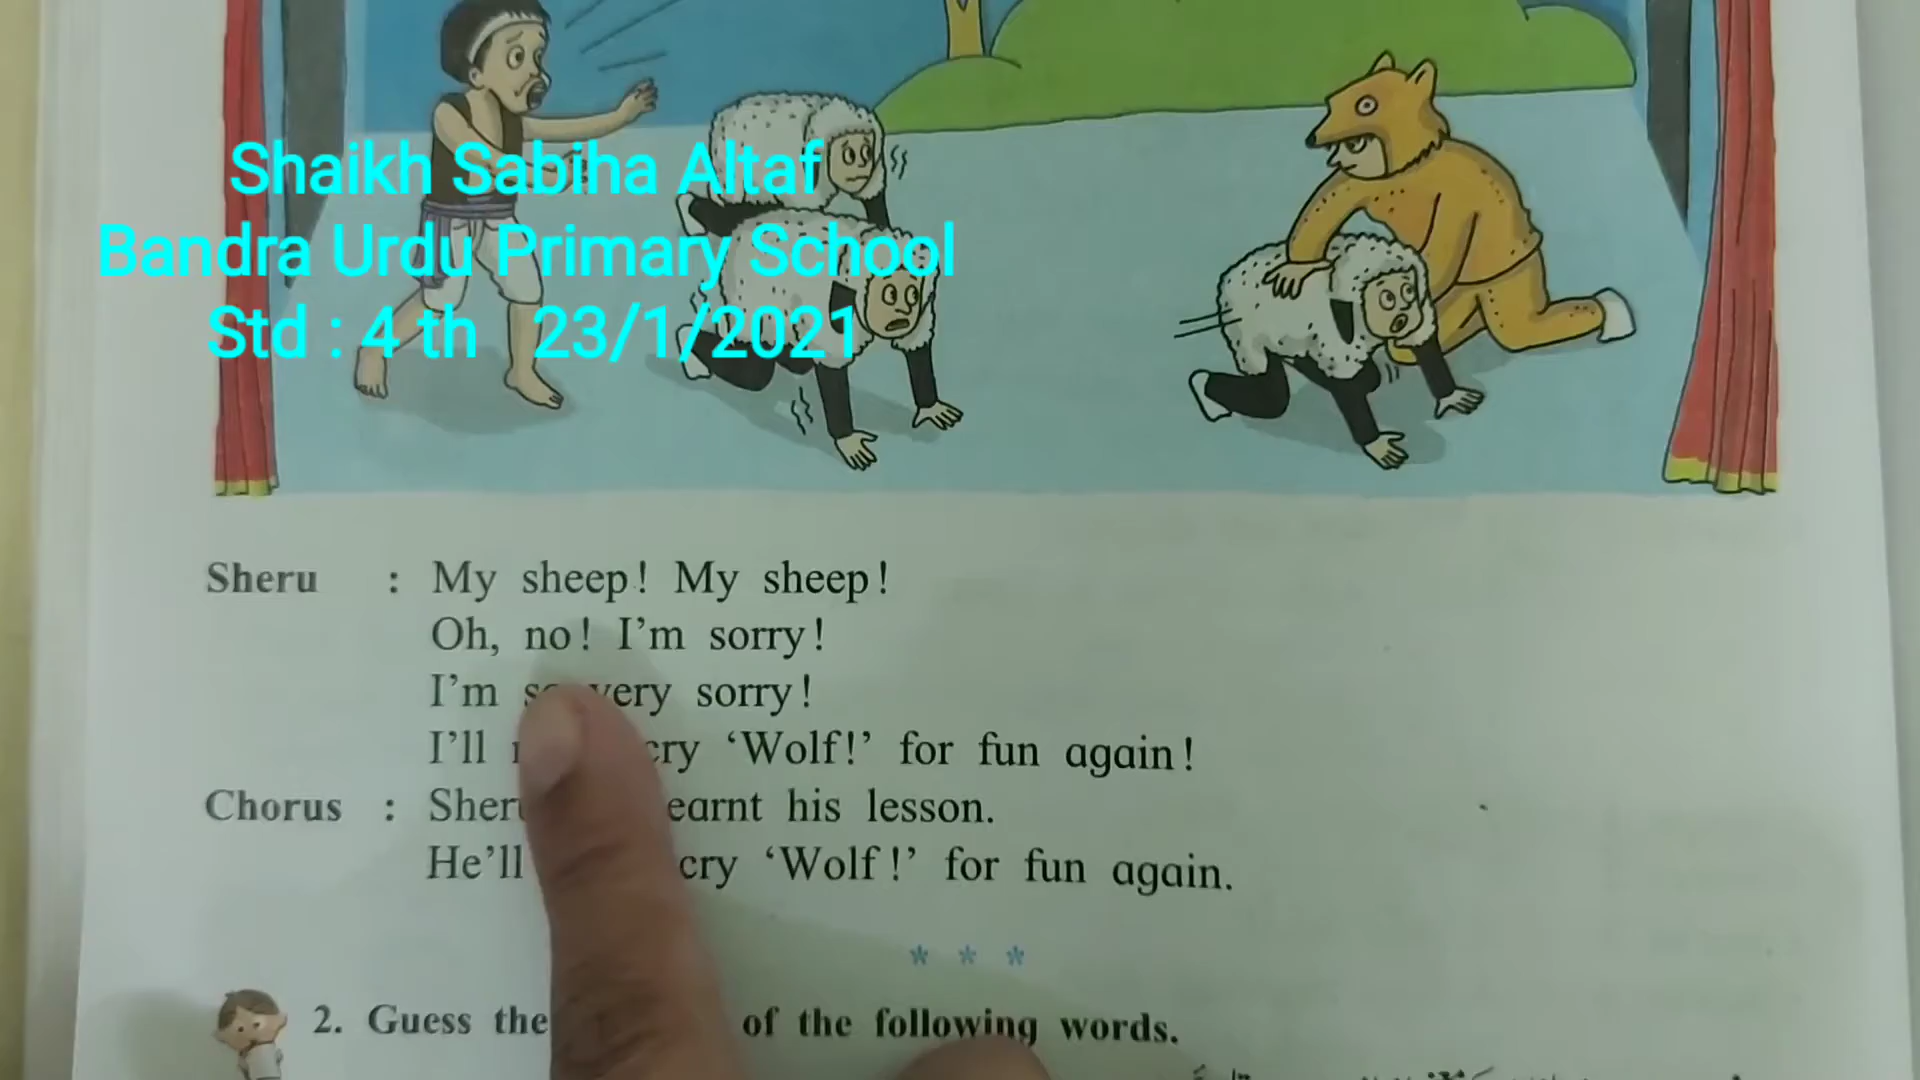 Shaikh Sabiha Altaf
Bandra Urdu Primary School
Std : 4 th 23/1/2021
Sheru : My sheep! My sheep!
Oh, no! I'm sorry!
I'm very sorry!
I'll cry 'Wolf!' for fun again!
Chorus : his lesson.
He'll cry 'Wolf!' for fun again.
* * *
2. Guess the of the following words.